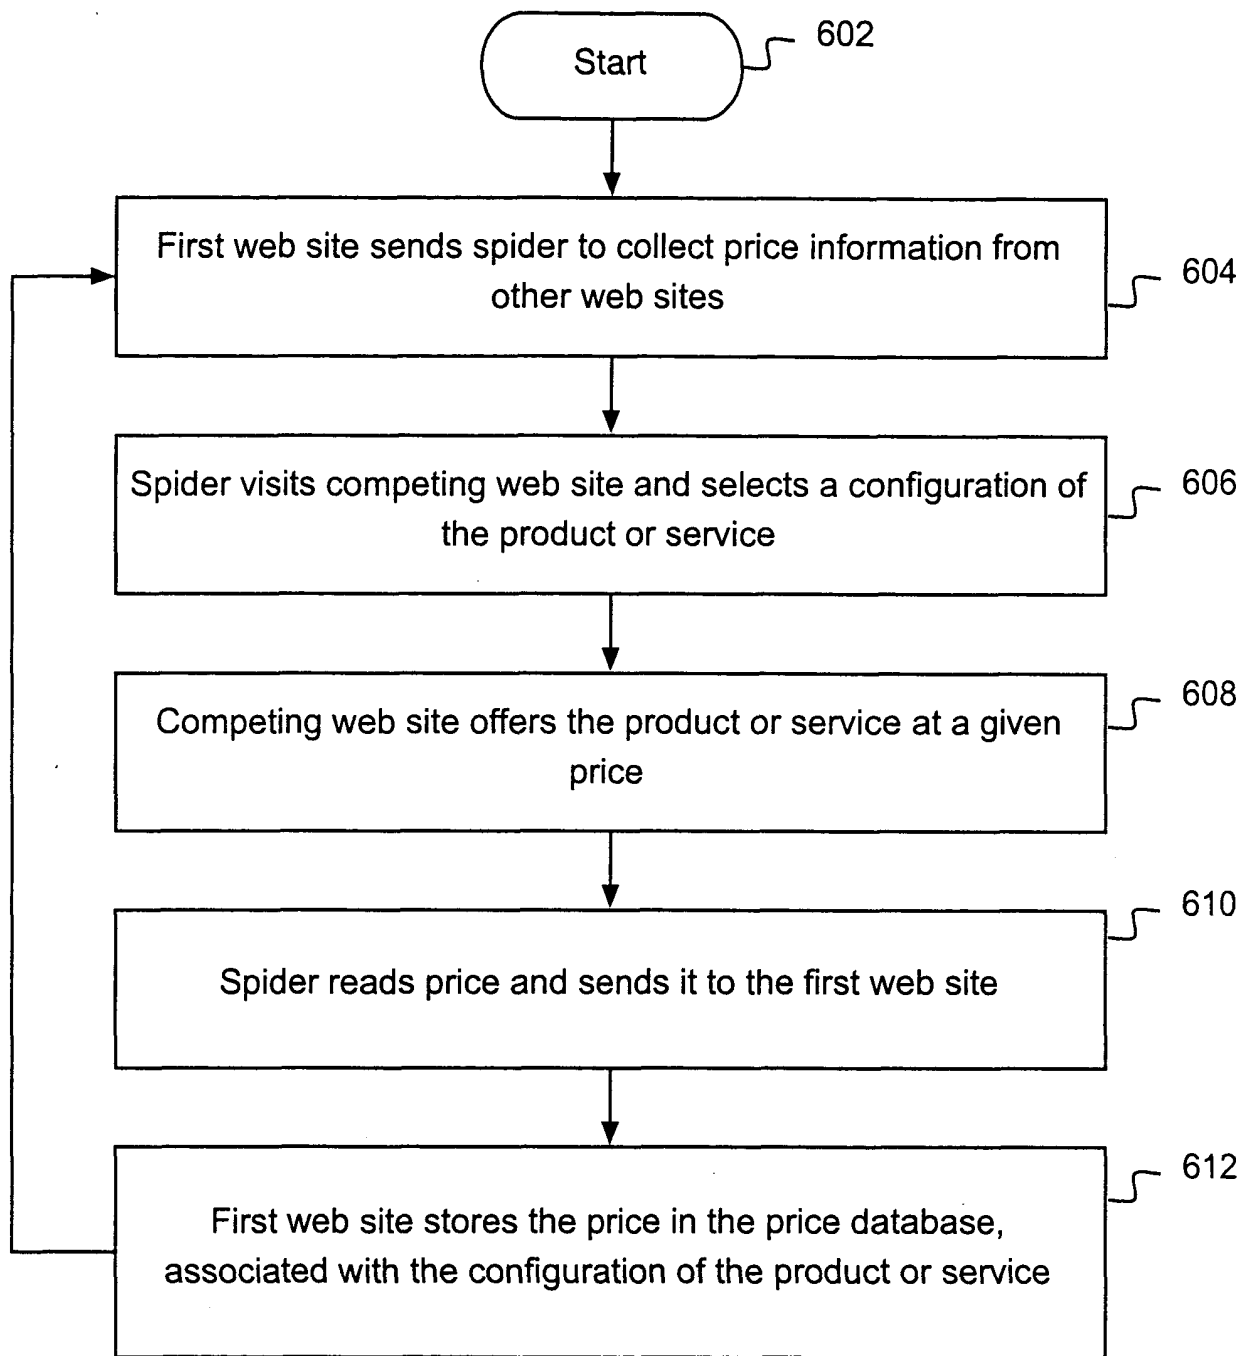 Start
602
First web site sends spider to collect price information from
other web sites
604
Spider visits competing web site and selects a configuration of
the product or service
606
Competing web site offers the product or service at a given
price
608
Spider reads price and sends it to the first web site
610
First web site stores the price in the price database,
associated with the configuration of the product or service
612